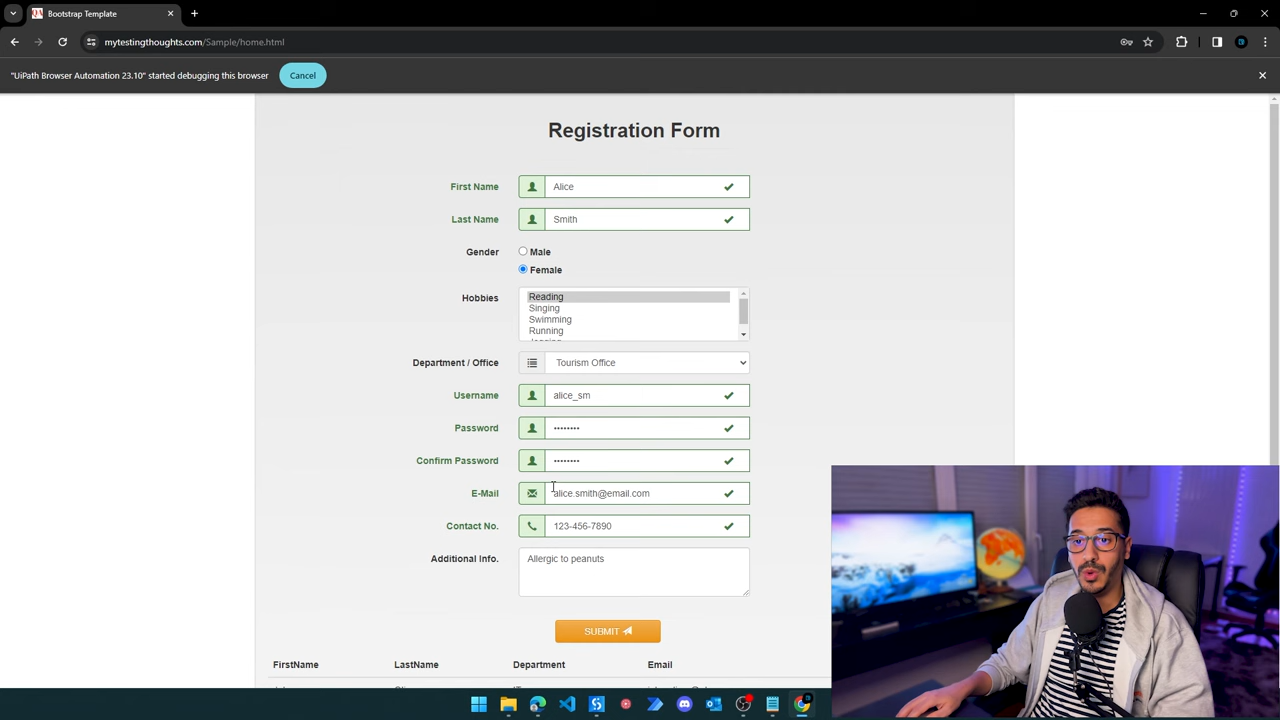 Bootstrap Template
mytestingthoughts.com/Sample/home.html
"UiPath Browser Automation 23.10" started debugging this browser
Cancel
Registration Form
First Name
Alice
Last Name
Smith
Gender
Male
Female
Hobbies
Reading
Singing
Swimming
Running
Department / Office
Tourism Office
Username
alice_sm
Password
••••••••
Confirm Password
••••••••
E-Mail
alice.smith@email.com
Contact No.
123-456-7890
Additional Info.
Allergic to peanuts
SUBMIT
FirstName LastName Department Email